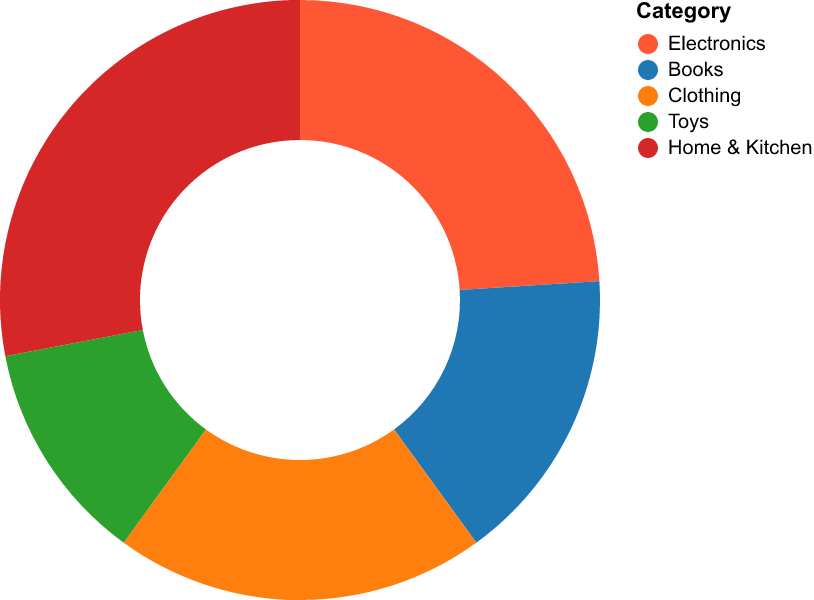 Category
Electronics
Books
Clothing
Toys
Home & Kitchen